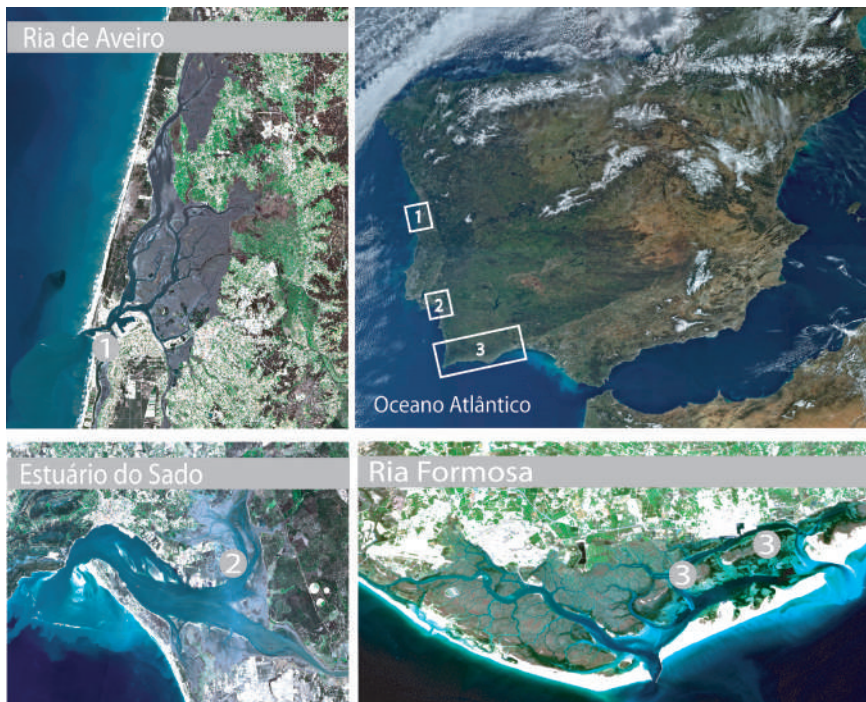 Ria de Aveiro
1
1
2
3
Oceano Atlântico
Estuário do Sado
2
Ria Formosa
3
3